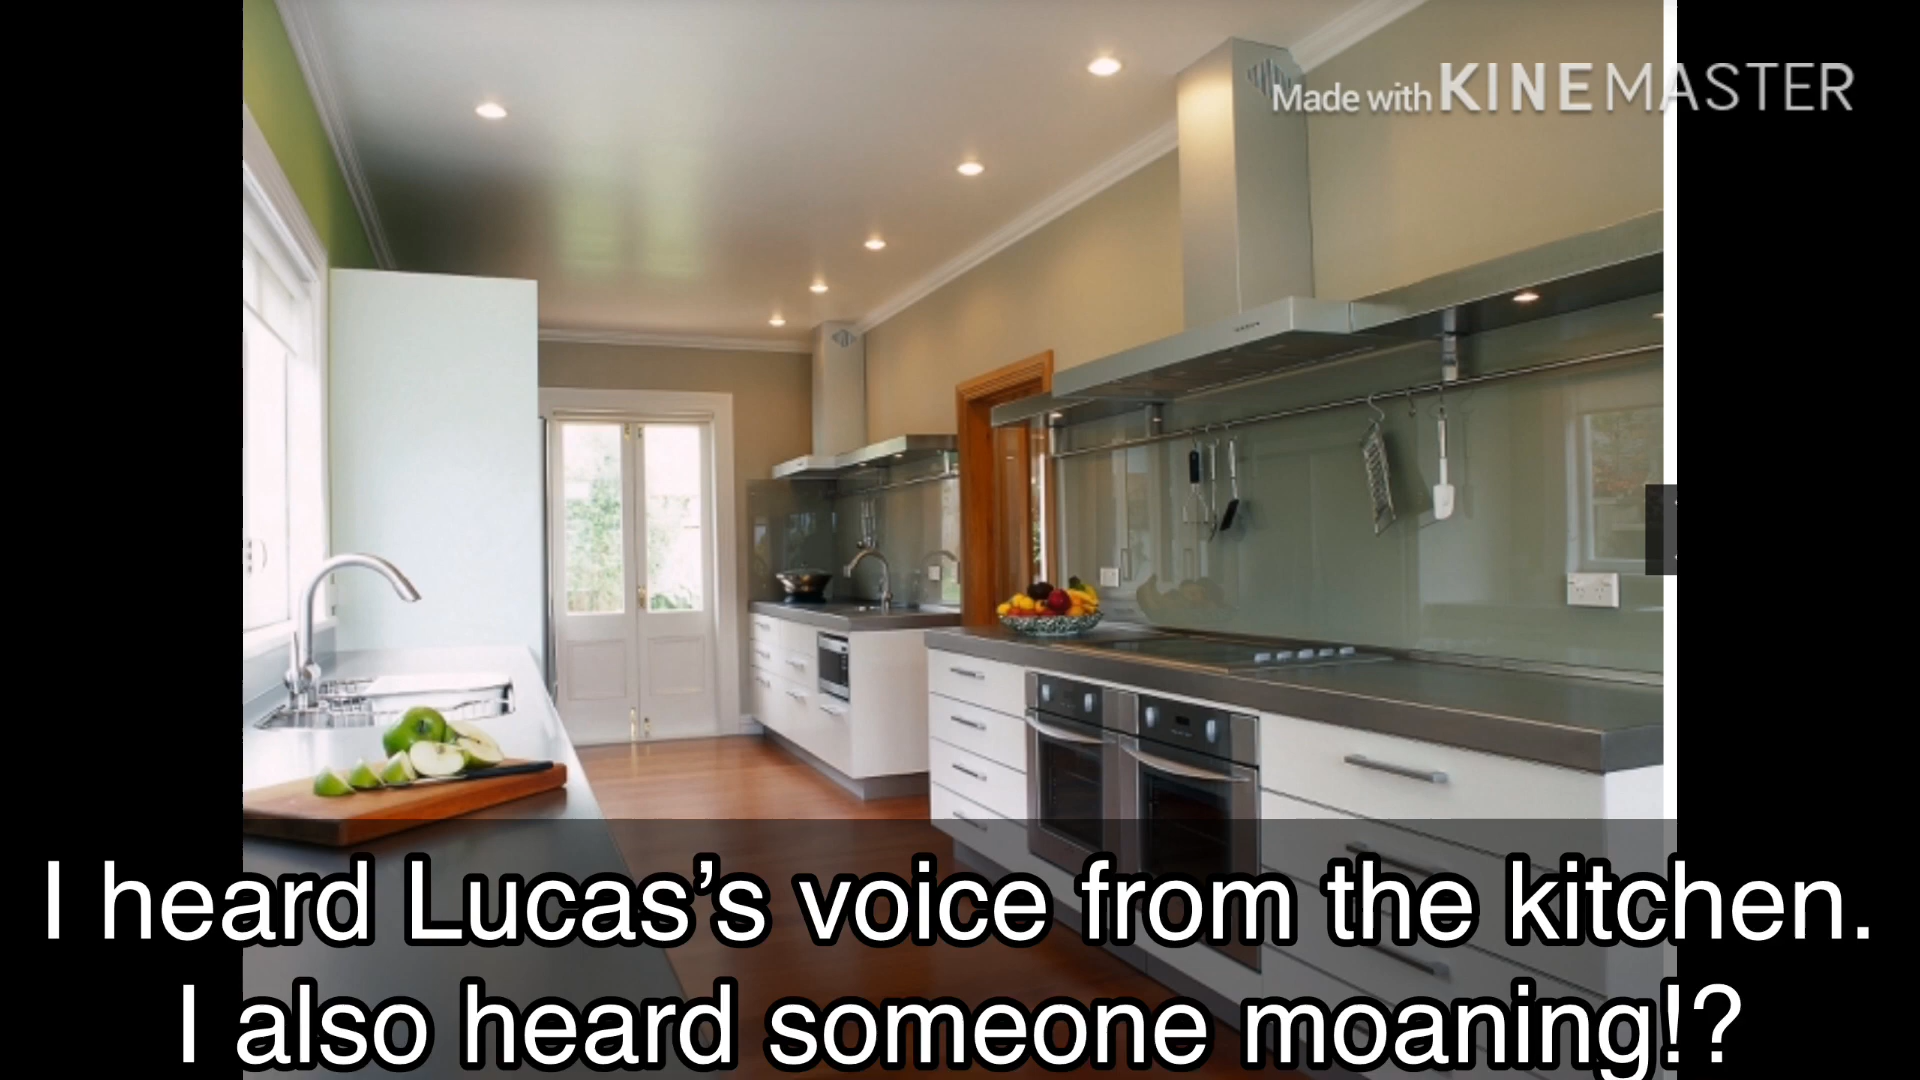 Made with KINEMASTER
I heard Lucas’s voice from the kitchen.
I also heard someone moaning!?